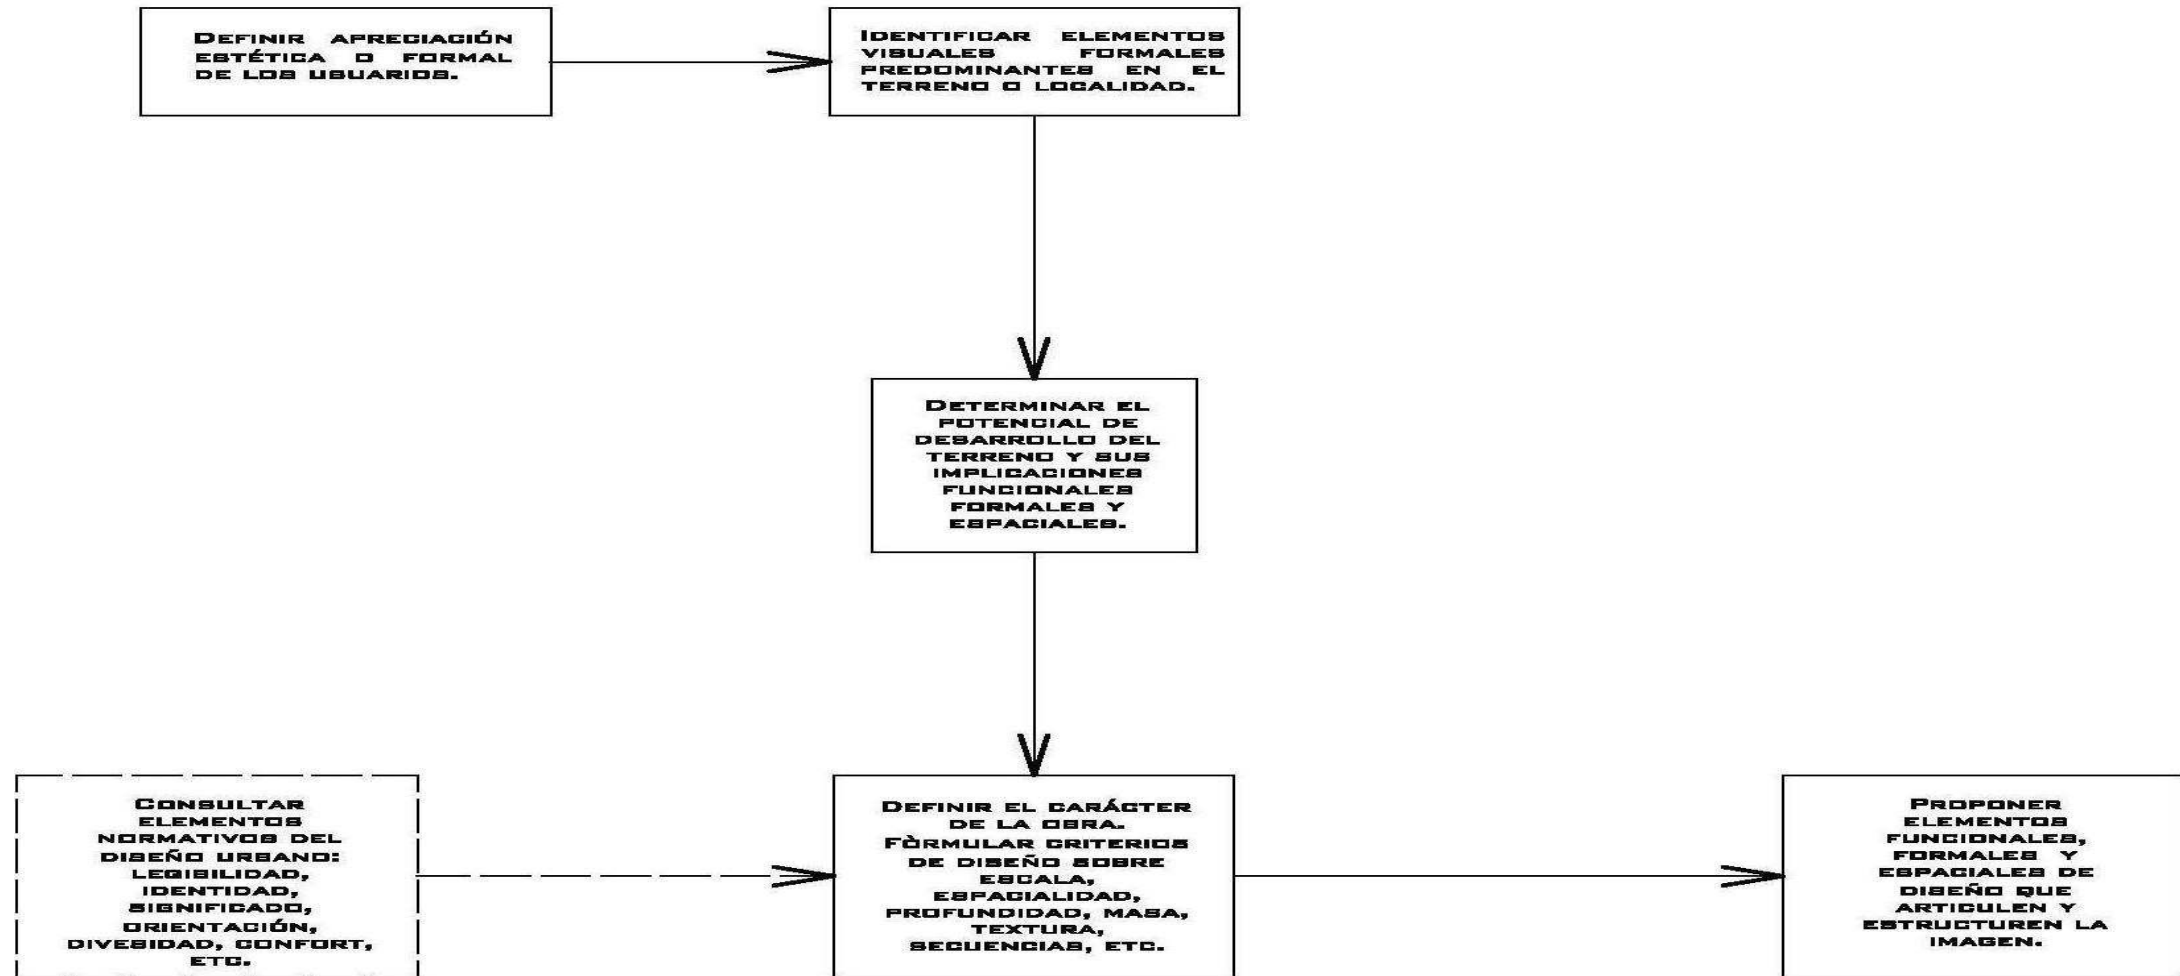 DEFINIR APRECIACIÓN
ESTÉTICA O FORMAL
DE LOS USUARIOS.
IDENTIFICAR ELEMENTOS
VISUALES FORMALES
PREDOMINANTES EN EL
TERRENO O LOCALIDAD.
DETERMINAR EL
POTENCIAL DE
DESARROLLO DEL
TERRENO Y SUS
IMPLICACIONES
FUNCIONALES
FORMALES Y
ESPACIALES.
CONSULTAR
ELEMENTOS
NORMATIVOS DEL
DISEÑO URBANO:
LEGIBILIDAD,
IDENTIDAD,
SIGNIFICADO,
ORIENTACIÓN,
DIVESIDAD, CONFORT,
ETC.
DEFINIR EL CARÁCTER
DE LA OBRA.
FÒRMULAR CRITERIOS
DE DISEÑO SOBRE
ESCALA,
ESPACIALIDAD,
PROFUNDIDAD, MASA,
TEXTURA,
SECUENCIAS, ETC.
PROPONER
ELEMENTOS
FUNCIONALES,
FORMALES Y
ESPACIALES DE
DISEÑO QUE
ARTICULEN Y
ESTRUCTUREN LA
IMAGEN.